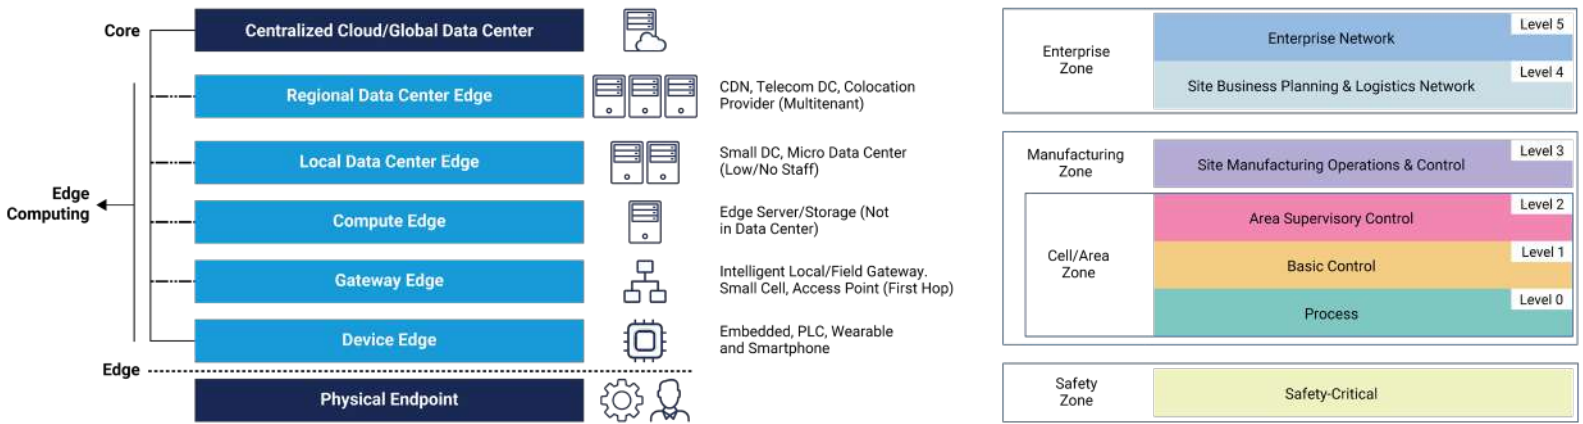 Core
Centralized Cloud/Global Data Center
Regional Data Center Edge
CDN, Telecom DC, Colocation
Provider (Multitenant)
Local Data Center Edge
Small DC, Micro Data Center
(Low/No Staff)
Edge
Computing
Compute Edge
Edge Server/Storage (Not
in Data Center)
Gateway Edge
Intelligent Local/Field Gateway.
Small Cell, Access Point (First Hop)
Device Edge
Embedded, PLC, Wearable
and Smartphone
Edge
Physical Endpoint
Enterprise
Zone
Level 5
Enterprise Network
Level 4
Site Business Planning & Logistics Network
Manufacturing
Zone
Level 3
Site Manufacturing Operations & Control
Cell/Area
Zone
Level 2
Area Supervisory Control
Level 1
Basic Control
Level 0
Process
Safety
Zone
Safety-Critical